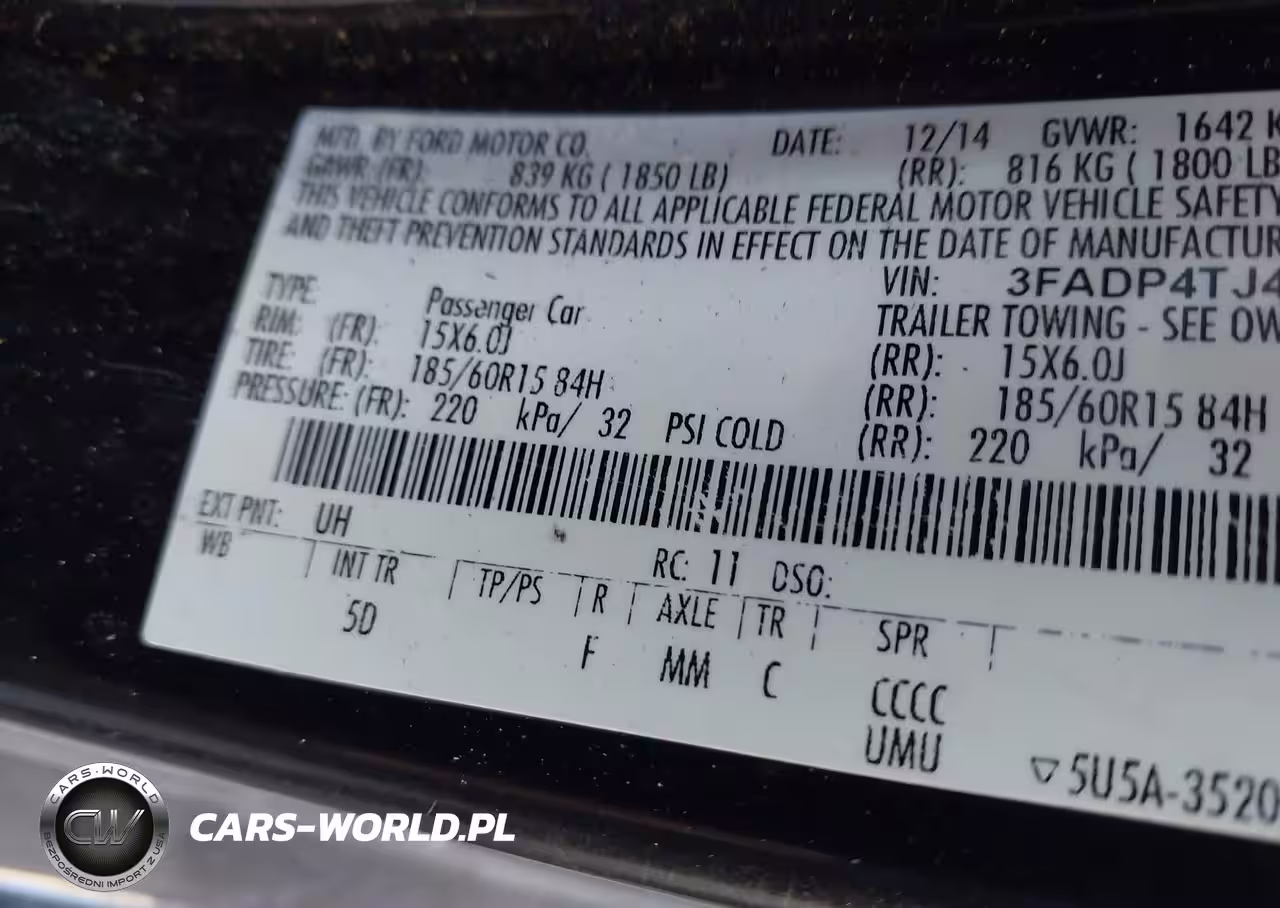 MFD. BY FORD MOTOR CO. DATE: 12/14 GVWR: 1642 K
GAWR (FR): 839 KG ( 1850 LB) (RR): 816 KG ( 1800 LB
THIS VEHICLE CONFORMS TO ALL APPLICABLE FEDERAL MOTOR VEHICLE SAFETY
AND THEFT PREVENTION STANDARDS IN EFFECT ON THE DATE OF MANUFACTUR
VIN: 3FADP4TJ4
TYPE: Passenger Car TRAILER TOWING - SEE OW
RIM: (FR): 15X6.0J (RR): 15X6.0J
TIRE: (FR): 185/60R15 84H (RR): 185/60R15 84H
PRESSURE: (FR): 220 kPa/ 32 PSI COLD (RR): 220 kPa/ 32
EXT PNT: UH RC: 11 DSO:
WB INT TR TP/PS R AXLE TR SPR
5D F MM C CCCC
UMU
▽5U5A-3520
CARS-WORLD
CW
BEZPOŚREDNI IMPORT Z USA
CARS-WORLD.PL